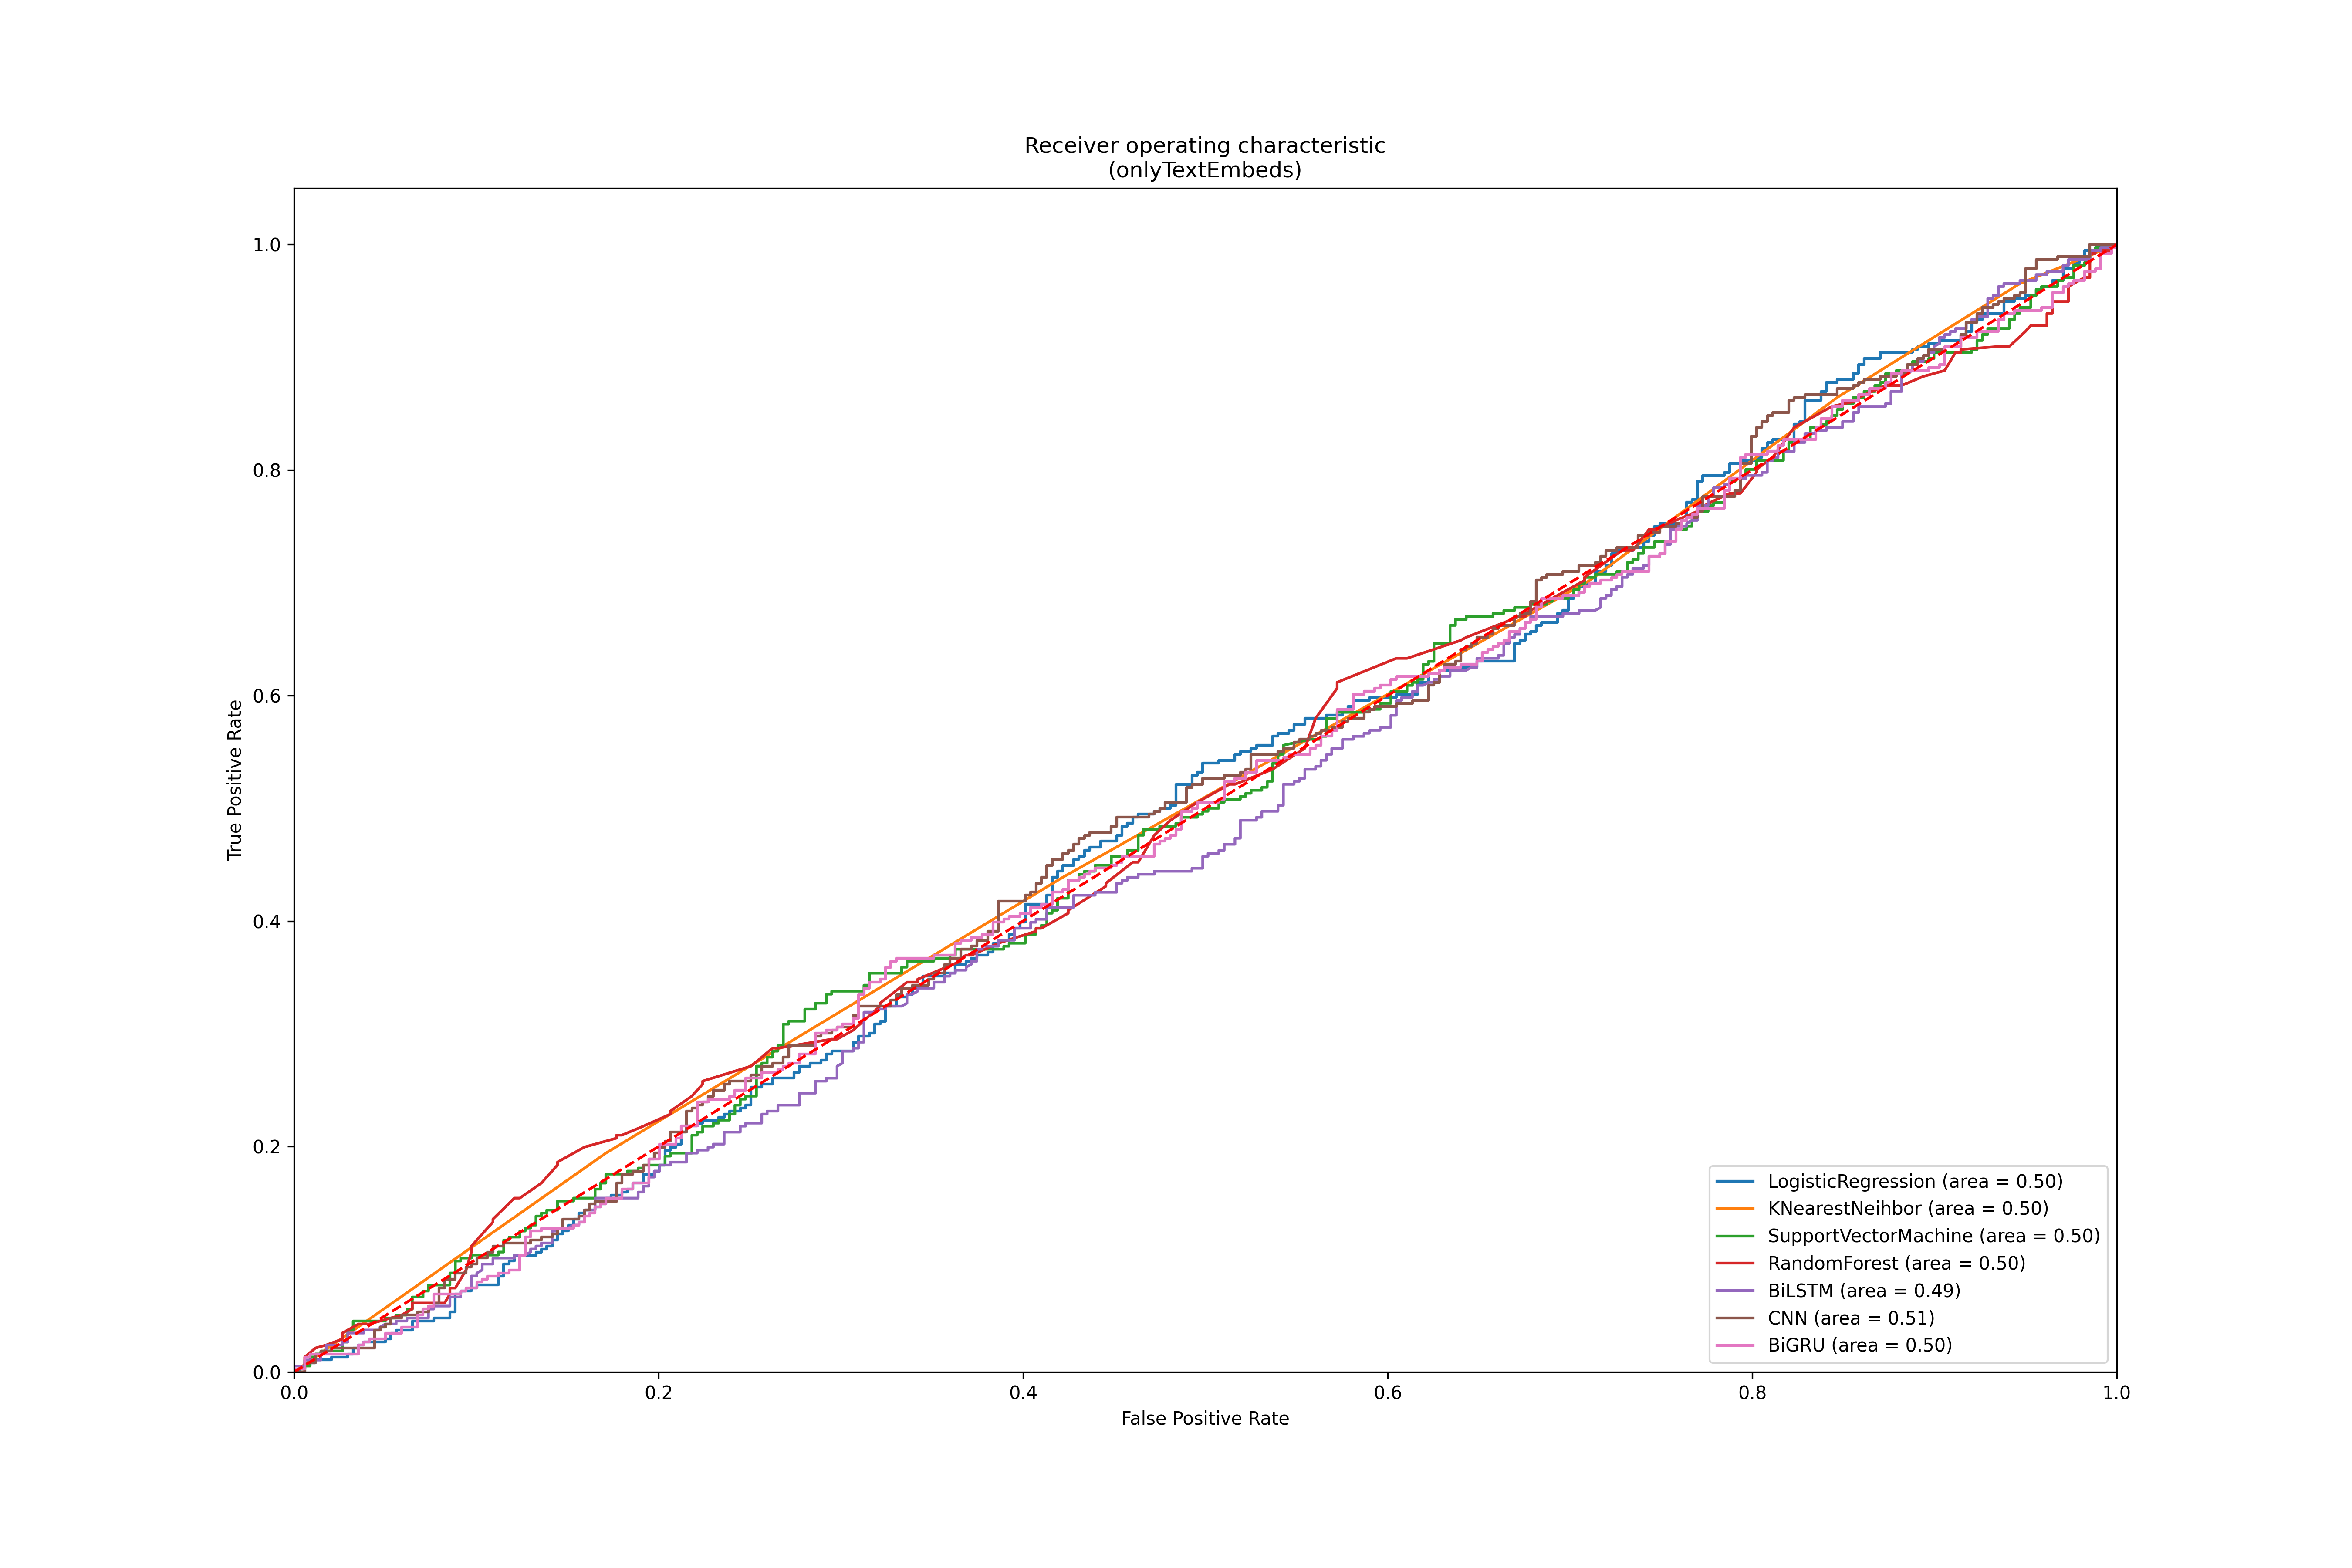 Receiver operating characteristic
(onlyTextEmbeds)
True Positive Rate
1.0
0.8
0.6
0.4
0.2
0.0
0.0 0.2 0.4 0.6 0.8 1.0
False Positive Rate
LogisticRegression (area = 0.50)
KNearestNeihbor (area = 0.50)
SupportVectorMachine (area = 0.50)
RandomForest (area = 0.50)
BiLSTM (area = 0.49)
CNN (area = 0.51)
BiGRU (area = 0.50)